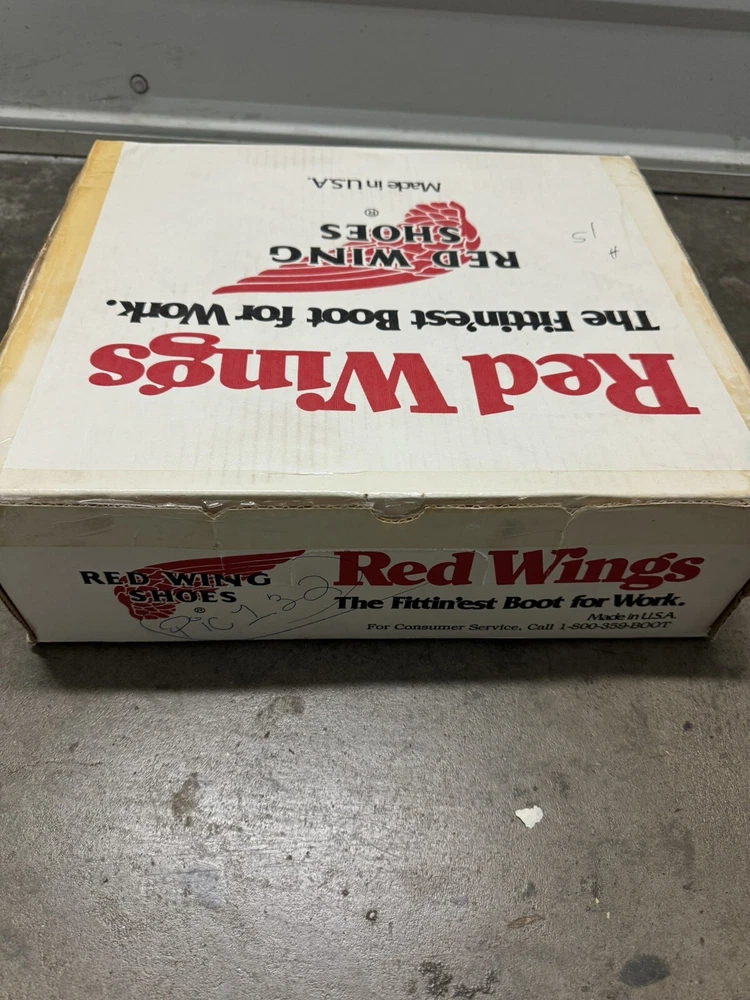 Made in U.S.A.
RED WING
SHOES
®
The Fittin'est Boot for Work.
Red Wings
# 15
RED WING
SHOES
®
Red Wings
The Fittin'est Boot for Work.
Made in U.S.A.
For Consumer Service, Call 1-800-359-BOOT